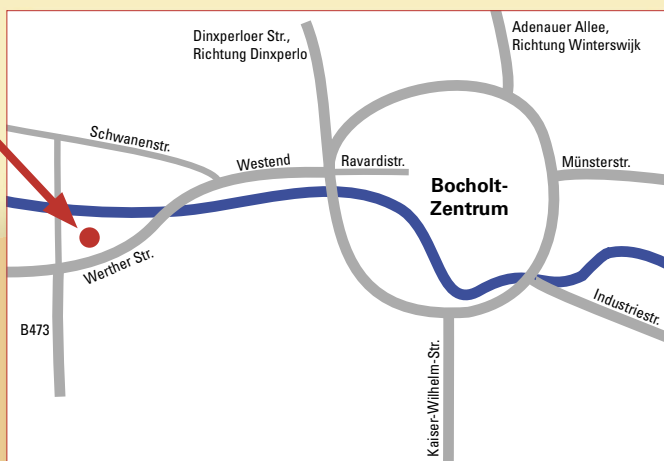 Dinxperloer Str.,
Richtung Dinxperlo
Adenauer Allee,
Richtung Winterswijk
Schwanenstr.
Westend
Ravardistr.
Münsterstr.
Bocholt-
Zentrum
Werther Str.
Industriestr.
B473
Kaiser-Wilhelm-Str.